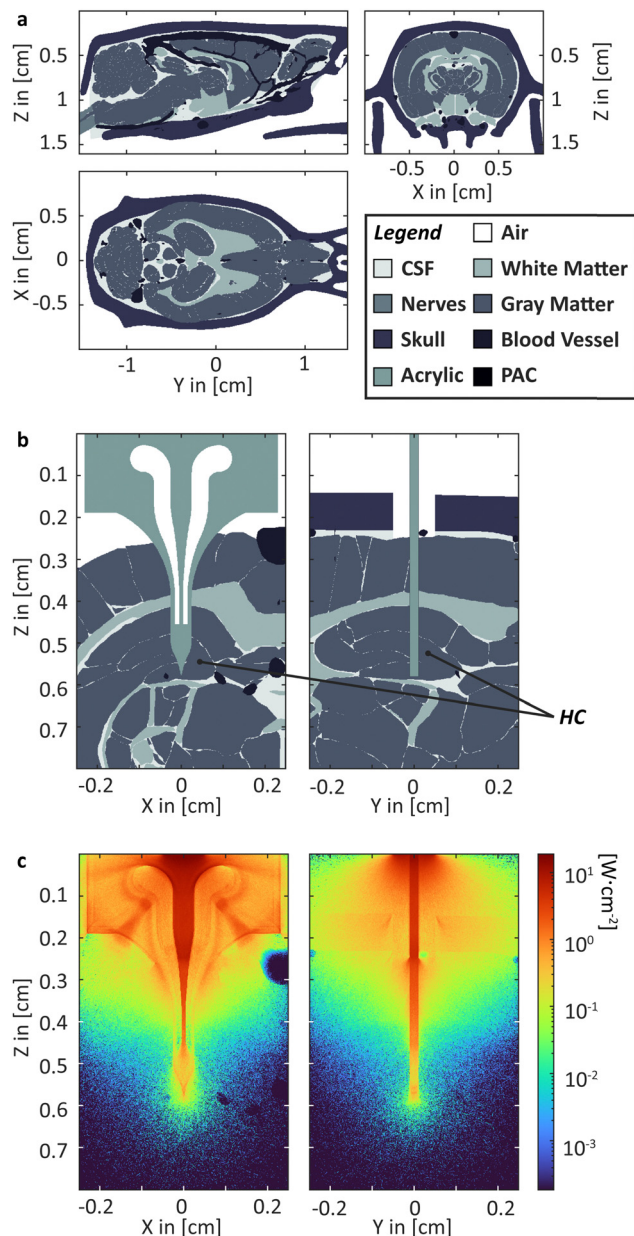 a
Z in [cm]
0.5
1
1.5
0.5
1
1.5
Z in [cm]
-0.5 0 0.5
X in [cm]
X in [cm]
0.5
0
-0.5
-1 0 1
Y in [cm]
Legend
Air
CSF
White Matter
Nerves
Gray Matter
Skull
Blood Vessel
Acrylic
PAC
b
Z in [cm]
0.1
0.2
0.3
0.4
0.5
0.6
0.7
HC
-0.2 0 0.2
X in [cm]
-0.2 0 0.2
Y in [cm]
c
Z in [cm]
0.1
0.2
0.3
0.4
0.5
0.6
0.7
-0.2 0 0.2
X in [cm]
-0.2 0 0.2
Y in [cm]
[W·cm⁻²]
10¹
10⁰
10⁻¹
10⁻²
10⁻³